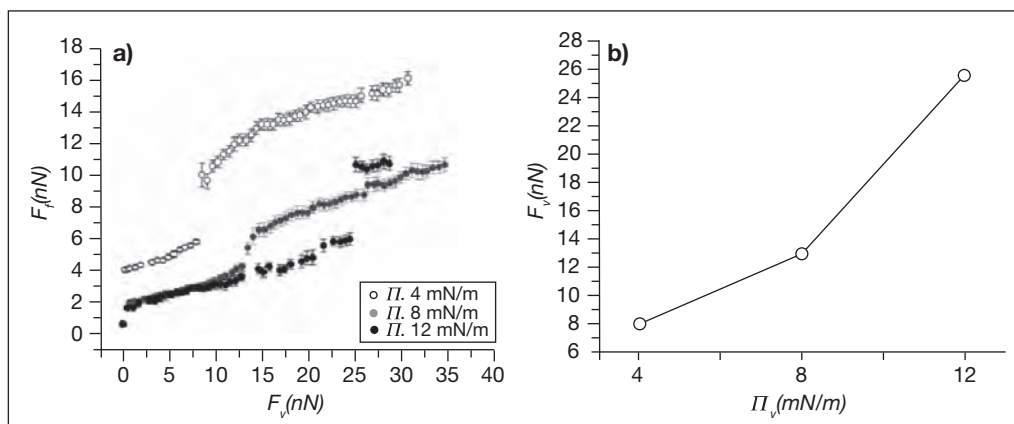 a)
18
16
14
12
10
8
6
4
2
0
F_f(nN)
0 5 10 15 20 25 30 35 40
F_v(nN)
Π. 4 mN/m
Π. 8 mN/m
Π. 12 mN/m
b)
28
26
24
22
20
18
16
13
12
10
8
6
F_v(nN)
4 8 12
Π_v(mN/m)